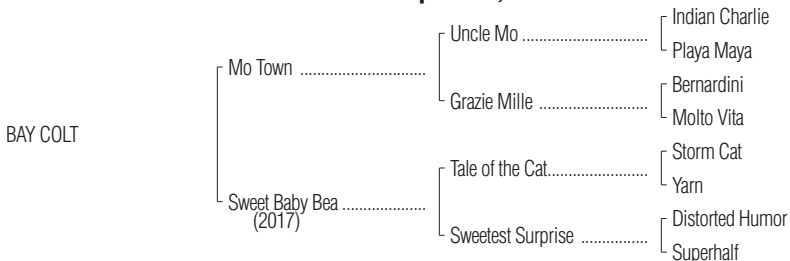 Indian Charlie
Uncle Mo ................................
Playa Maya
Mo Town ................................
Bernardini
Grazie Mille ............................
Molto Vita
BAY COLT
Storm Cat
Tale of the Cat.........................
Yarn
Sweet Baby Bea .....................
(2017)
Distorted Humor
Sweetest Surprise .................
Superhalf